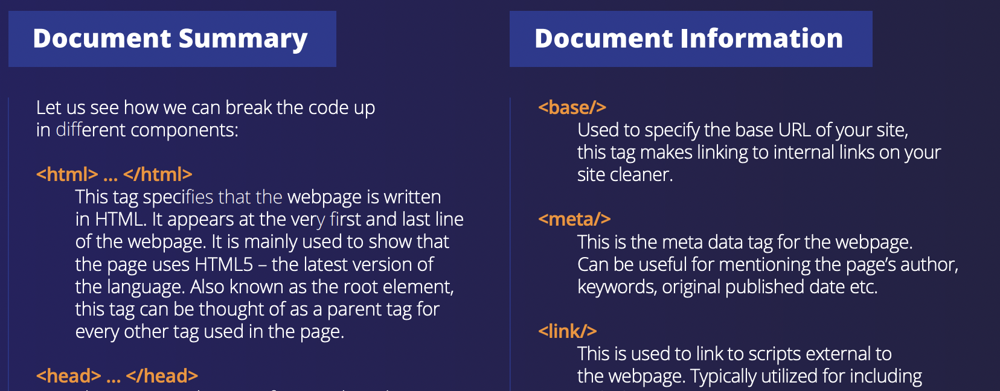 Document Summary
Let us see how we can break the code up
in different components:
<html> ... </html>
This tag specifies that the webpage is written
in HTML. It appears at the very first and last line
of the webpage. It is mainly used to show that
the page uses HTML5 – the latest version of
the language. Also known as the root element,
this tag can be thought of as a parent tag for
every other tag used in the page.
<head> ... </head>
Document Information
<base/>
Used to specify the base URL of your site,
this tag makes linking to internal links on your
site cleaner.
<meta/>
This is the meta data tag for the webpage.
Can be useful for mentioning the page’s author,
keywords, original published date etc.
<link/>
This is used to link to scripts external to
the webpage. Typically utilized for including